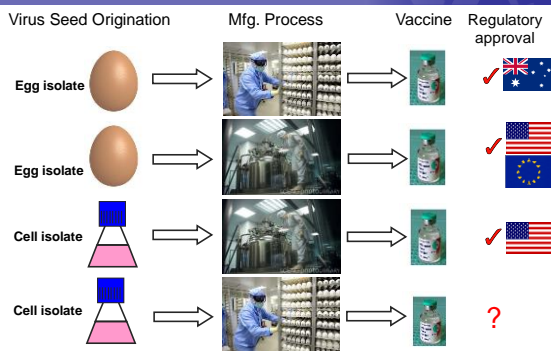 Virus Seed Origination Mfg. Process Vaccine Regulatory
approval
Egg isolate
Egg isolate
Cell isolate
Cell isolate
?